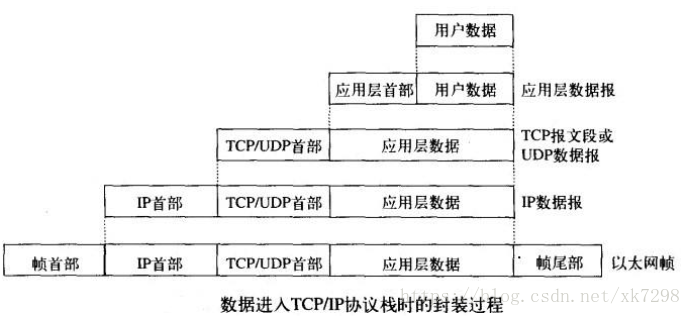 用户数据
应用层首部 用户数据 应用层数据报
TCP/UDP首部 应用层数据 TCP报文段或
UDP数据报
IP首部 TCP/UDP首部 应用层数据 IP数据报
帧首部 IP首部 TCP/UDP首部 应用层数据 帧尾部 以太网帧
https://blog.csdn.net/xk7298
数据进入TCP/IP协议栈时的封装过程